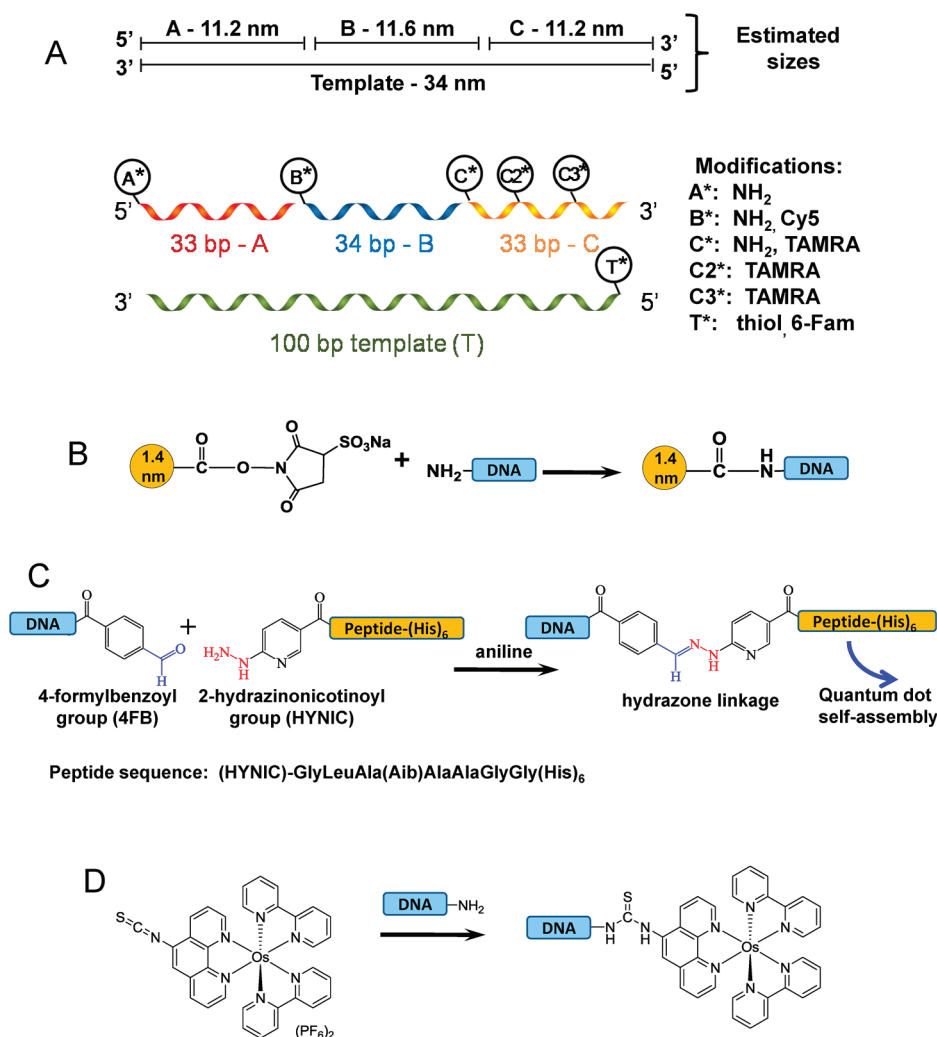 A
5’ A - 11.2 nm B - 11.6 nm C - 11.2 nm 3’
3’ Template - 34 nm 5’
Estimated
sizes
A* B* C* C2* C3*
5’ 3’
33 bp - A 34 bp - B 33 bp - C
T*
3’ 5’
100 bp template (T)
Modifications:
A*: NH₂
B*: NH₂, Cy5
C*: NH₂, TAMRA
C2*: TAMRA
C3*: TAMRA
T*: thiol, 6-Fam
B
1.4
nm
C
O
O
N
O
O
SO₃Na
+
NH₂
DNA
1.4
nm
C
O
N
H
DNA
C
DNA
O
O
H
+
H₂N
N
H
N
O
Peptide-(His)₆
aniline
DNA
O
H
N
N
H
N
O
Peptide-(His)₆
4-formylbenzoyl
group (4FB)
2-hydrazinonicotinoyl
group (HYNIC)
hydrazone linkage
Quantum dot
self-assembly
Peptide sequence: (HYNIC)-GlyLeuAla(Aib)AlaAlaGlyGly(His)₆
D
S
C
N
N
N
Os
N
N
N
N
(PF₆)₂
DNA
NH₂
DNA
N
H
S
N
H
N
N
Os
N
N
N
N